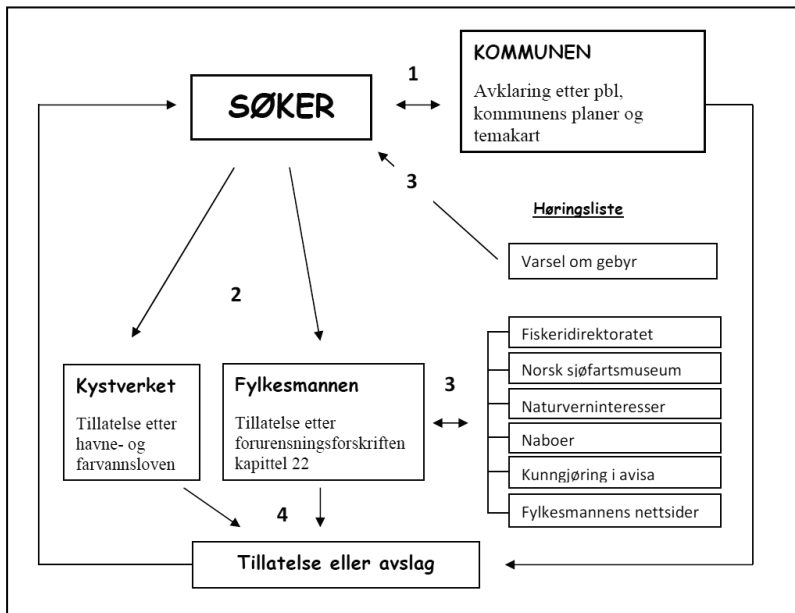 KOMMUNEN
Avklaring etter pbl,
kommunens planer og
temakart
1
SØKER
3
Høringsliste
Varsel om gebyr
2
Kystverket
Tillatelse etter
havne- og
farvannsloven
Fylkesmannen
Tillatelse etter
forurensningsforskriften
kapittel 22
3
Fiskeridirektoratet
Norsk sjøfartsmuseum
Naturverninteresser
Naboer
Kunngjøring i avisa
Fylkesmannens nettsider
4
Tillatelse eller avslag